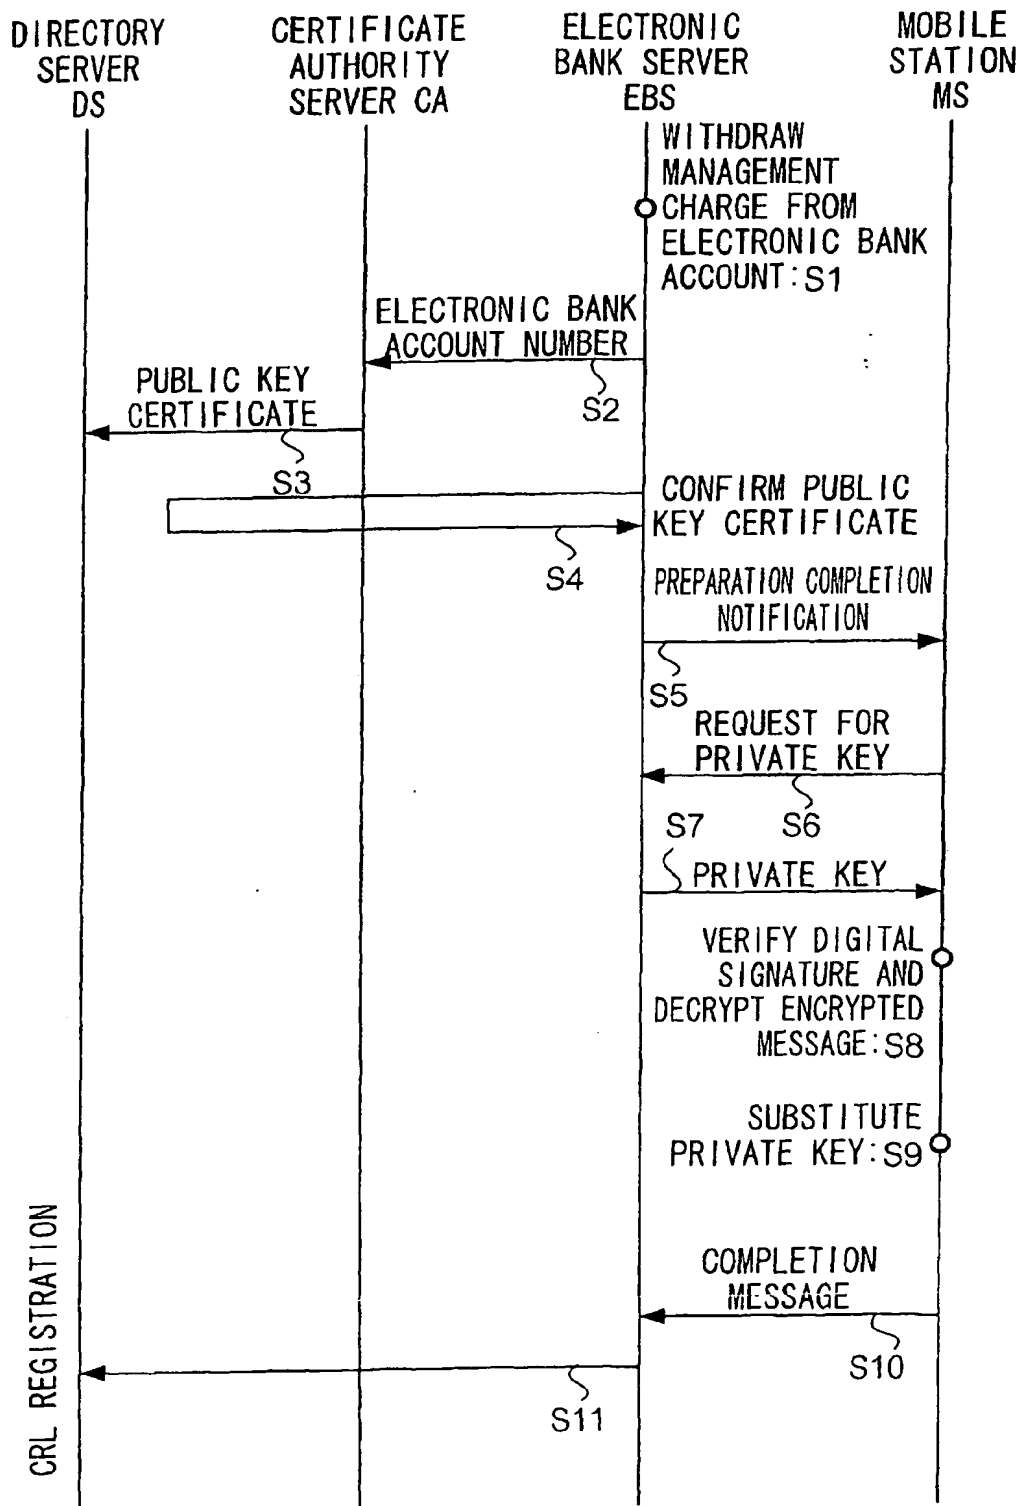 DIRECTORY
SERVER
DS
CERTIFICATE
AUTHORITY
SERVER CA
ELECTRONIC
BANK SERVER
EBS
MOBILE
STATION
MS
WITHDRAW
MANAGEMENT
CHARGE FROM
ELECTRONIC BANK
ACCOUNT:S1
ELECTRONIC BANK
ACCOUNT NUMBER
S2
PUBLIC KEY
CERTIFICATE
S3
CONFIRM PUBLIC
KEY CERTIFICATE
S4
PREPARATION COMPLETION
NOTIFICATION
S5
REQUEST FOR
PRIVATE KEY
S6
S7
PRIVATE KEY
VERIFY DIGITAL
SIGNATURE AND
DECRYPT ENCRYPTED
MESSAGE:S8
SUBSTITUTE
PRIVATE KEY:S9
COMPLETION
MESSAGE
S10
CRL REGISTRATION
S11